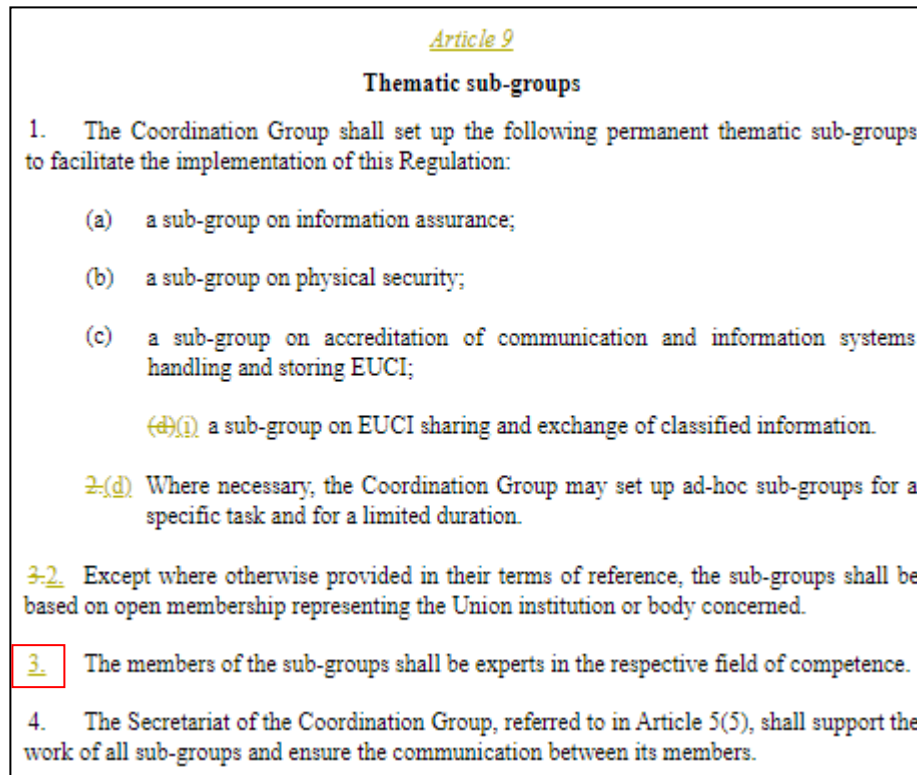 Article 9
Thematic sub-groups
1. The Coordination Group shall set up the following permanent thematic sub-groups
to facilitate the implementation of this Regulation:
(a) a sub-group on information assurance;
(b) a sub-group on physical security;
(c) a sub-group on accreditation of communication and information systems
handling and storing EUCI;
(d)(i) a sub-group on EUCI sharing and exchange of classified information.
2.(d) Where necessary, the Coordination Group may set up ad-hoc sub-groups for a
specific task and for a limited duration.
3.2. Except where otherwise provided in their terms of reference, the sub-groups shall be
based on open membership representing the Union institution or body concerned.
3. The members of the sub-groups shall be experts in the respective field of competence.
4. The Secretariat of the Coordination Group, referred to in Article 5(5), shall support the
work of all sub-groups and ensure the communication between its members.